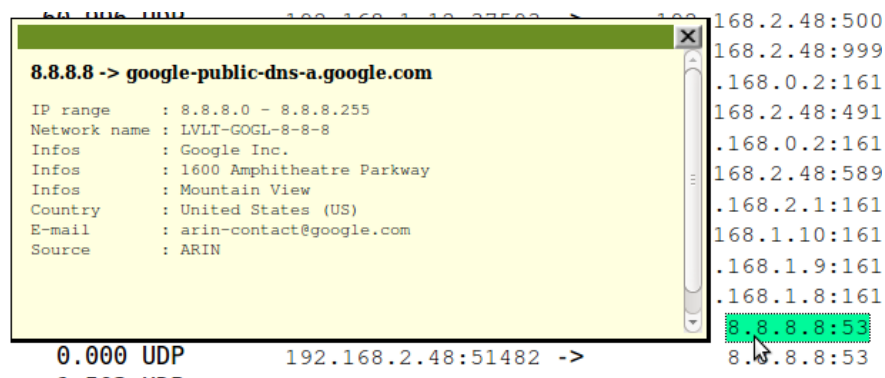 168.2.48:500
168.2.48:999
8.8.8.8 -> google-public-dns-a.google.com
.168.0.2:161
IP range : 8.8.8.0 - 8.8.8.255
168.2.48:491
Network name : LVLT-GOGL-8-8-8
Infos : Google Inc.
.168.0.2:161
Infos : 1600 Amphitheatre Parkway
168.2.48:589
Infos : Mountain View
Country : United States (US)
.168.2.1:161
E-mail : arin-contact@google.com
168.1.10:161
Source : ARIN
.168.1.9:161
.168.1.8:161
8.8.8.8:53
0.000 UDP 192.168.2.48:51482 -> 8.8.8.8:53